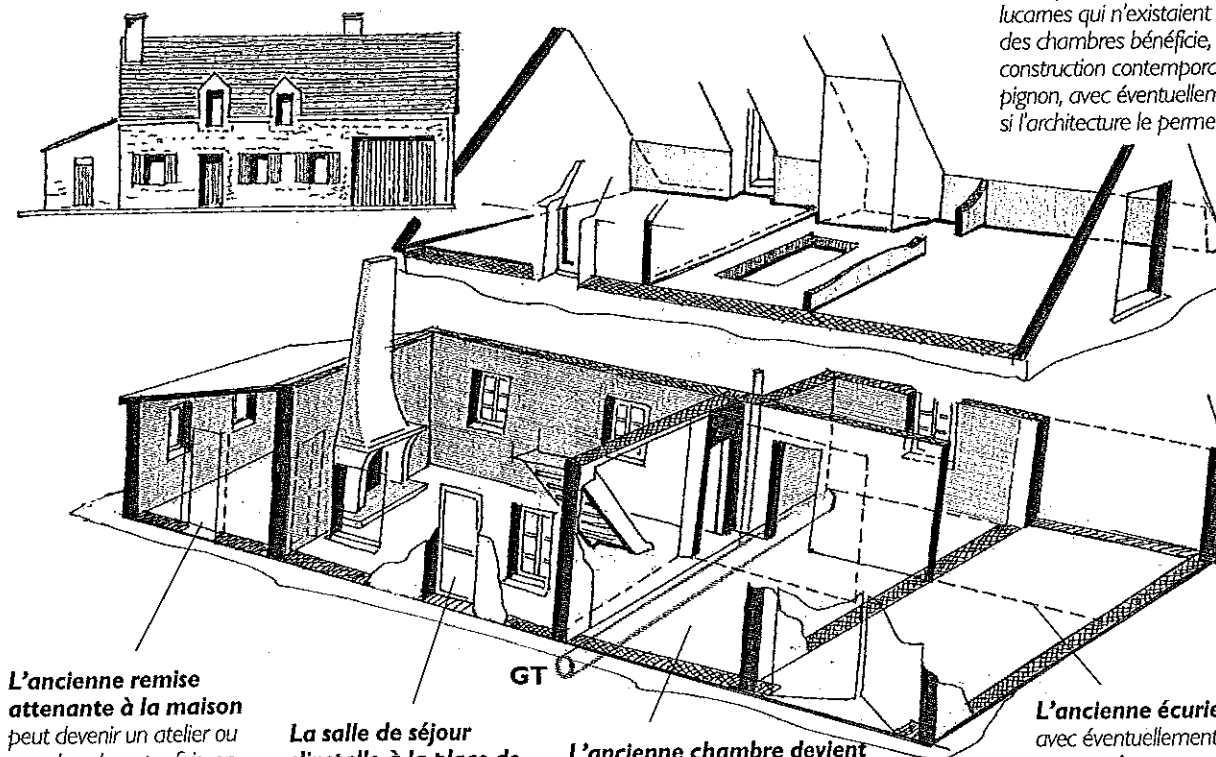 lucarnes qui n'existaient
des chambres bénéficie,
construction contemporc
pignon, avec éventuellem
si l'architecture le perme
GT
L'ancienne remise
attenante à la maison
peut devenir un atelier ou
La salle de séjour
L'ancienne chambre devient
L'ancienne écurie
avec éventuellement